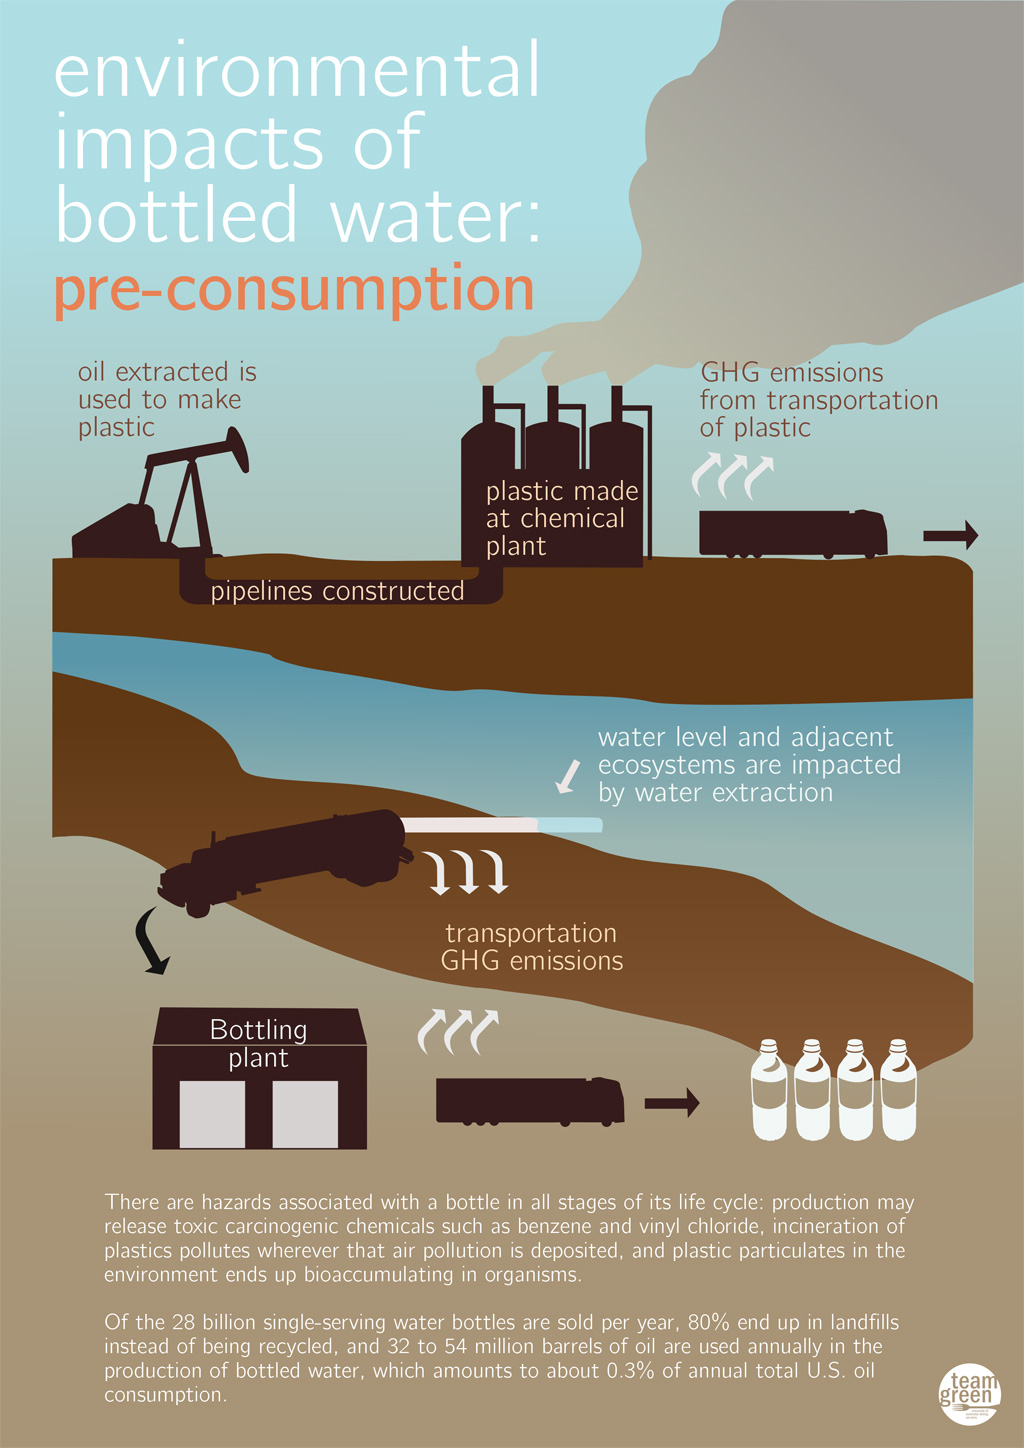 environmental
impacts of
bottled water:
pre-consumption
oil extracted is
used to make
plastic
GHG emissions
from transportation
of plastic
plastic made
at chemical
plant
pipelines constructed
water level and adjacent
ecosystems are impacted
by water extraction
transportation
GHG emissions
Bottling
plant
There are hazards associated with a bottle in all stages of its life cycle: production may
release toxic carcinogenic chemicals such as benzene and vinyl chloride, incineration of
plastics pollutes wherever that air pollution is deposited, and plastic particulates in the
environment ends up bioaccumulating in organisms.
Of the 28 billion single-serving water bottles are sold per year, 80% end up in landfills
instead of being recycled, and 32 to 54 million barrels of oil are used annually in the
production of bottled water, which amounts to about 0.3% of annual total U.S. oil
consumption.
team
green